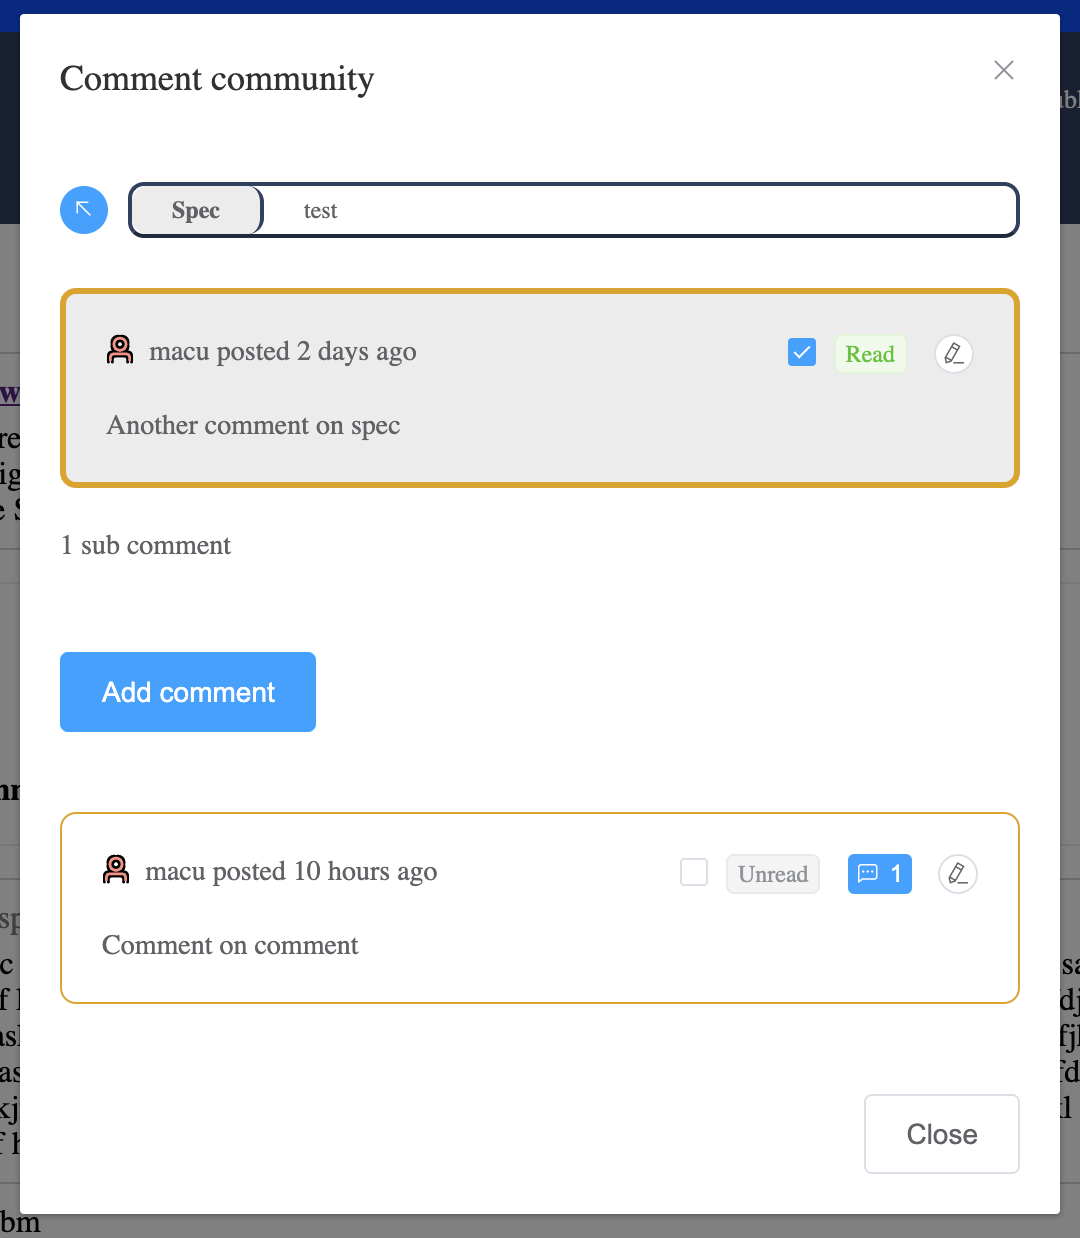 Comment community
Spec test
macu posted 2 days ago Read
Another comment on spec
1 sub comment
Add comment
macu posted 10 hours ago Unread 1
Comment on comment
Close
bm